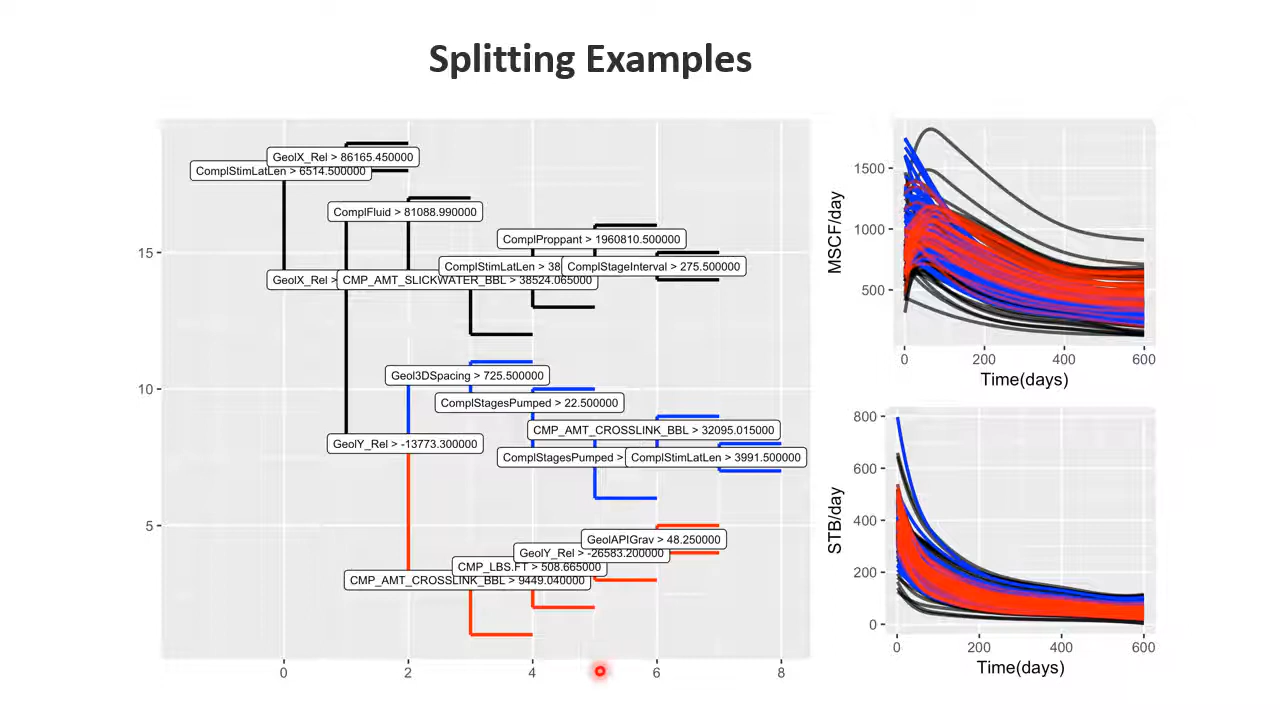 Splitting Examples
GeolX_Rel > 86165.450000
ComplStimLatLen > 6514.500000
ComplFluid > 81088.990000
ComplProppant > 1960810.500000
ComplStimLatLen > 38
ComplStageInterval > 275.500000
GeolX_Rel >
CMP_AMT_SLICKWATER_BBL > 38524.065000
Geol3DSpacing > 725.500000
ComplStagesPumped > 22.500000
CMP_AMT_CROSSLINK_BBL > 32095.015000
GeolY_Rel > -13773.300000
ComplStagesPumped >
ComplStimLatLen > 3991.500000
GeolAPIGrav > 48.250000
GeolY_Rel > -26583.200000
CMP_LBS.FT > 508.665000
CMP_AMT_CROSSLINK_BBL > 9449.040000
15
10
5
0 2 4 6 8
MSCF/day
1500
1000
500
0 200 400 600
Time(days)
STB/day
800
600
400
200
0
0 200 400 600
Time(days)